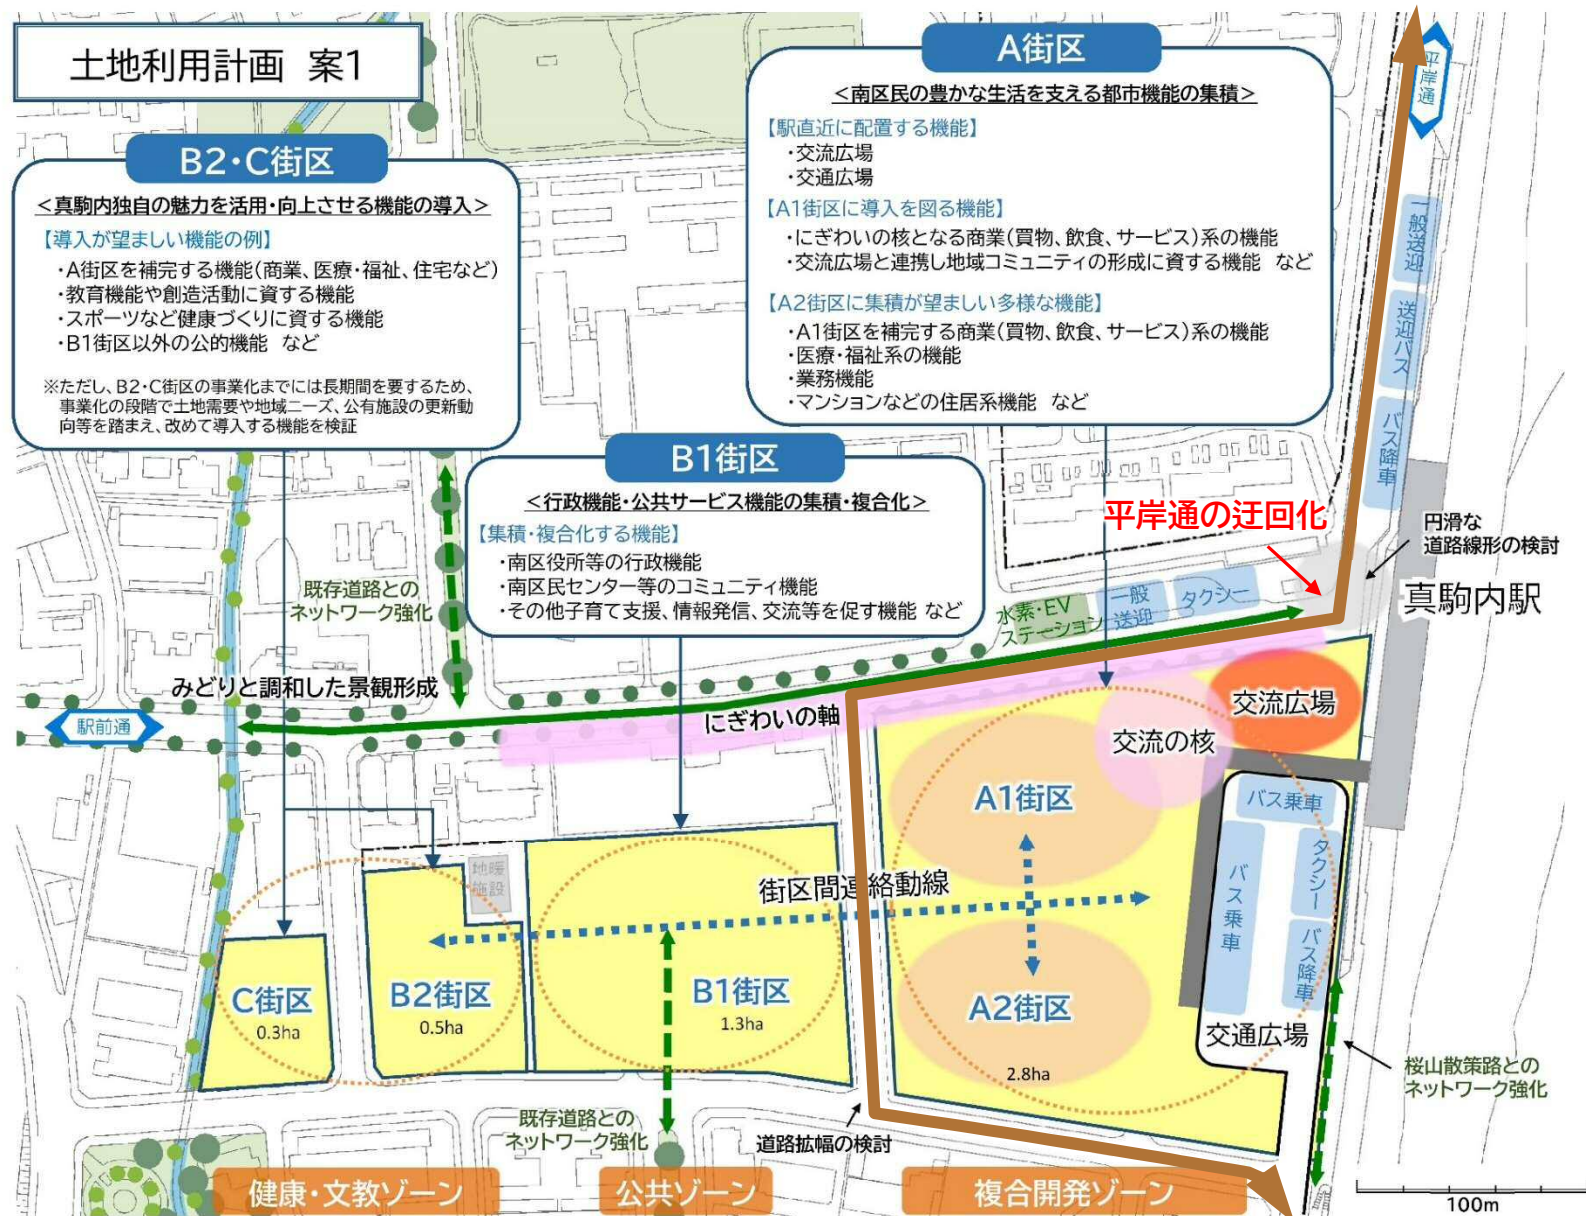 土地利用計画 案1
B2・C街区
<真駒内独自の魅力を活用・向上させる機能の導入>
【導入が望ましい機能の例】
・A街区を補完する機能(商業、医療・福祉、住宅など)
・教育機能や創造活動に資する機能
・スポーツなど健康づくりに資する機能
・B1街区以外の公的機能 など
※ただし、B2・C街区の事業化までには長期間を要するため、
事業化の段階で土地需要や地域ニーズ、公有施設の更新動
向等を踏まえ、改めて導入する機能を検証
A街区
<南区民の豊かな生活を支える都市機能の集積>
【駅直近に配置する機能】
・交流広場
・交通広場
【A1街区に導入を図る機能】
・にぎわいの核となる商業(買物、飲食、サービス)系の機能
・交流広場と連携し地域コミュニティの形成に資する機能 など
【A2街区に集積が望ましい多様な機能】
・A1街区を補完する商業(買物、飲食、サービス)系の機能
・医療・福祉系の機能
・業務機能
・マンションなどの住居系機能 など
B1街区
<行政機能・公共サービス機能の集積・複合化>
【集積・複合化する機能】
・南区役所等の行政機能
・南区民センター等のコミュニティ機能
・その他子育て支援、情報発信、交流等を促す機能 など
平岸通
一般送迎
送迎バス
バス降車
平岸通の迂回化
円滑な
道路線形の検討
真駒内駅
既存道路との
ネットワーク強化
水素・EV
ステーション
一般
送迎
タクシー
みどりと調和した景観形成
駅前通
にぎわいの軸
交流広場
交流の核
A1街区
バス乗車
タクシー
バス乗車
バス降車
地暖
施設
街区間連絡動線
C街区
0.3ha
B2街区
0.5ha
B1街区
1.3ha
A2街区
2.8ha
交通広場
桜山散策路との
ネットワーク強化
既存道路との
ネットワーク強化
道路拡幅の検討
健康・文教ゾーン
公共ゾーン
複合開発ゾーン
100m